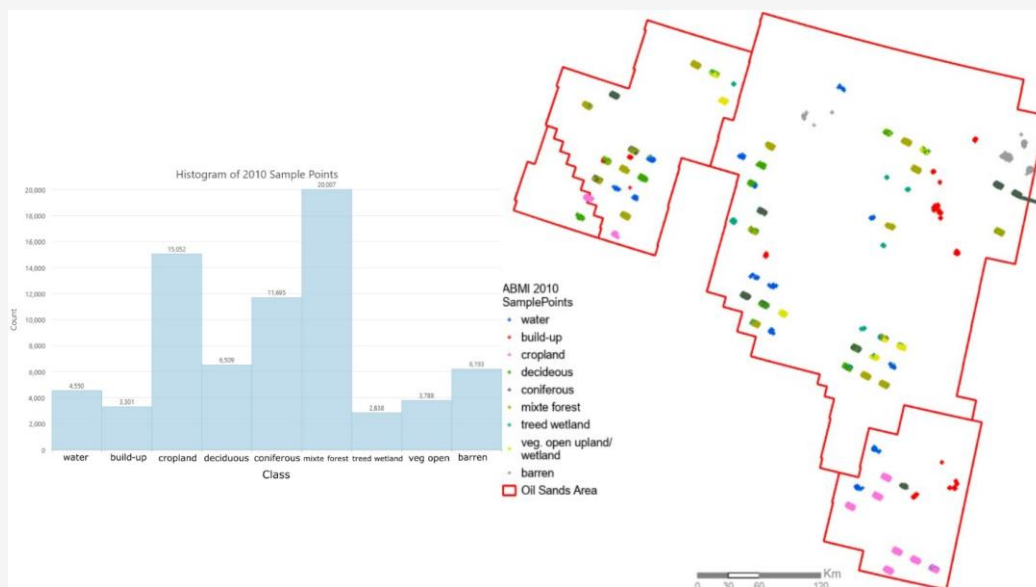 Histogram of 2010 Sample Points
20,007
20,000
18,000
16,000
15,052
14,000
12,000
11,695
10,000
8,000
6,509
6,193
6,000
4,550
4,000
3,301
2,838
3,788
2,000
0
Count
water build-up cropland deciduous coniferous mixte forest treed wetland veg open barren
Class
ABMI 2010
SamplePoints
water
build-up
cropland
decideous
coniferous
mixte forest
treed wetland
veg. open upland/
wetland
barren
Oil Sands Area
Km
0 30 60 120